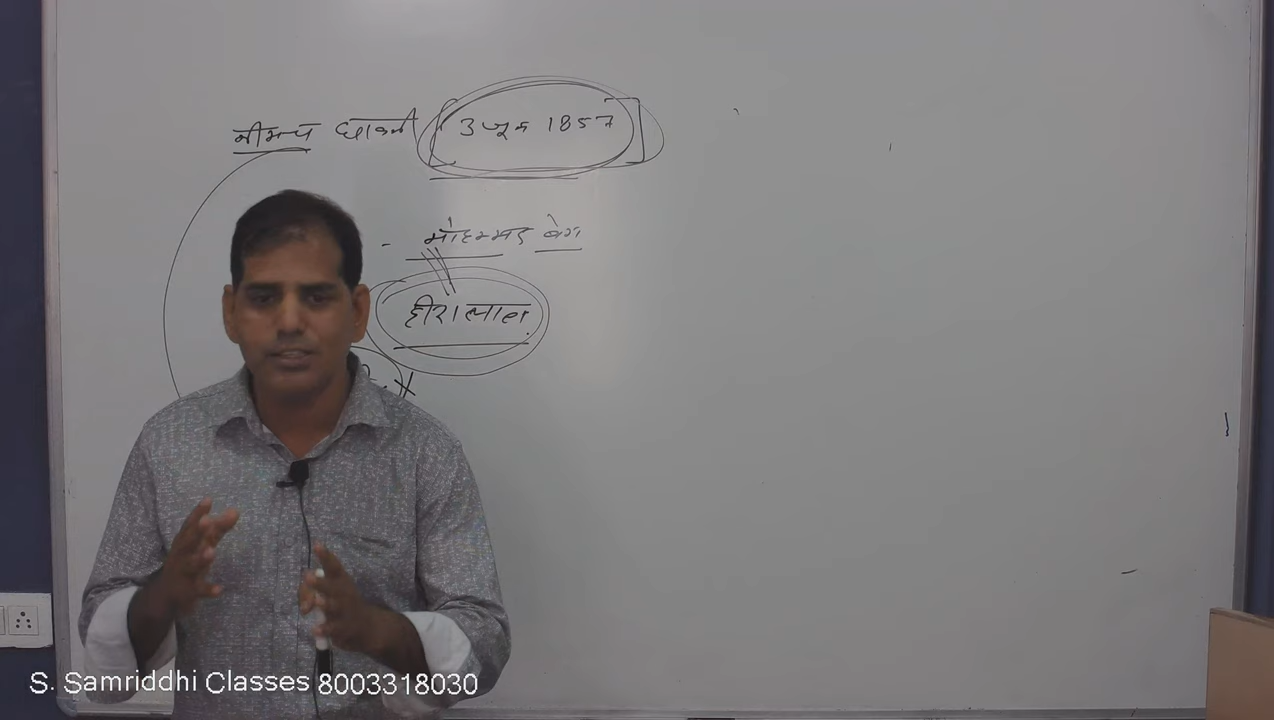 नीमच छावनी [3 जून 1857]
- मोहम्मद बेग
हीरालाल
S. Samriddhi Classes 8003318030